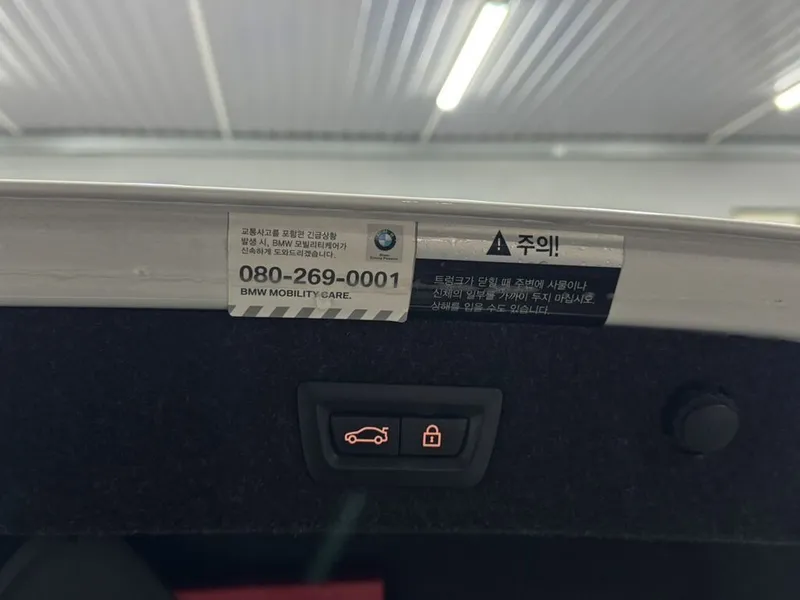 교통사고를 포함한 긴급상황
발생 시, BMW 모빌리티케어가
신속하게 도와드리겠습니다.
080-269-0001
BMW MOBILITY CARE.
주의!
트렁크가 닫힐 때 주변에 사물이나
신체의 일부를 가까이 두지 마십시오.
상해를 입을 수도 있습니다.